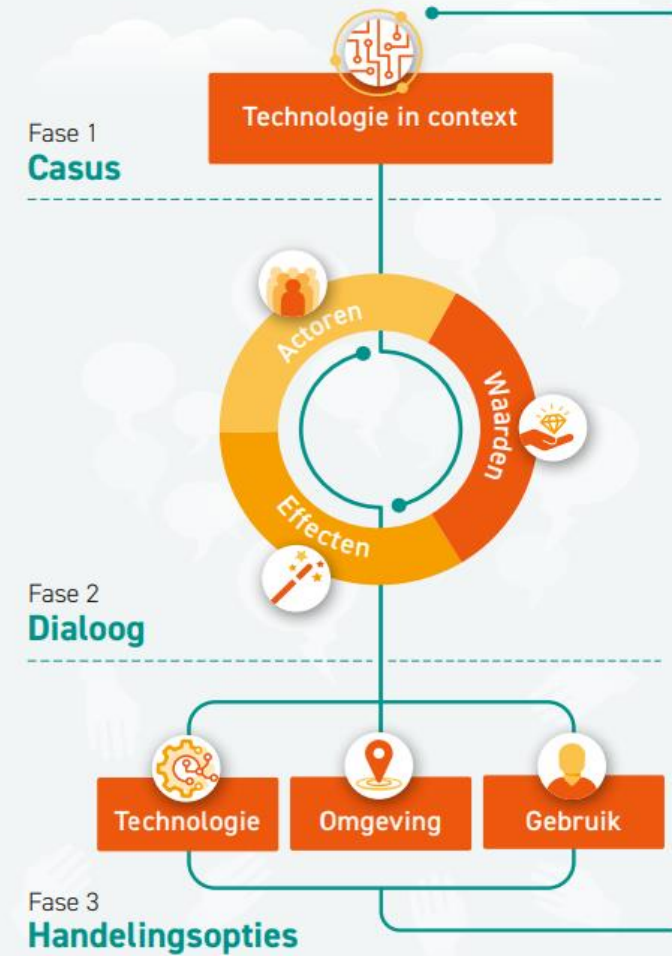 Technologie in context
Fase 1
Casus
Actoren
Waarden
Effecten
Fase 2
Dialoog
Technologie
Omgeving
Gebruik
Fase 3
Handelingsopties